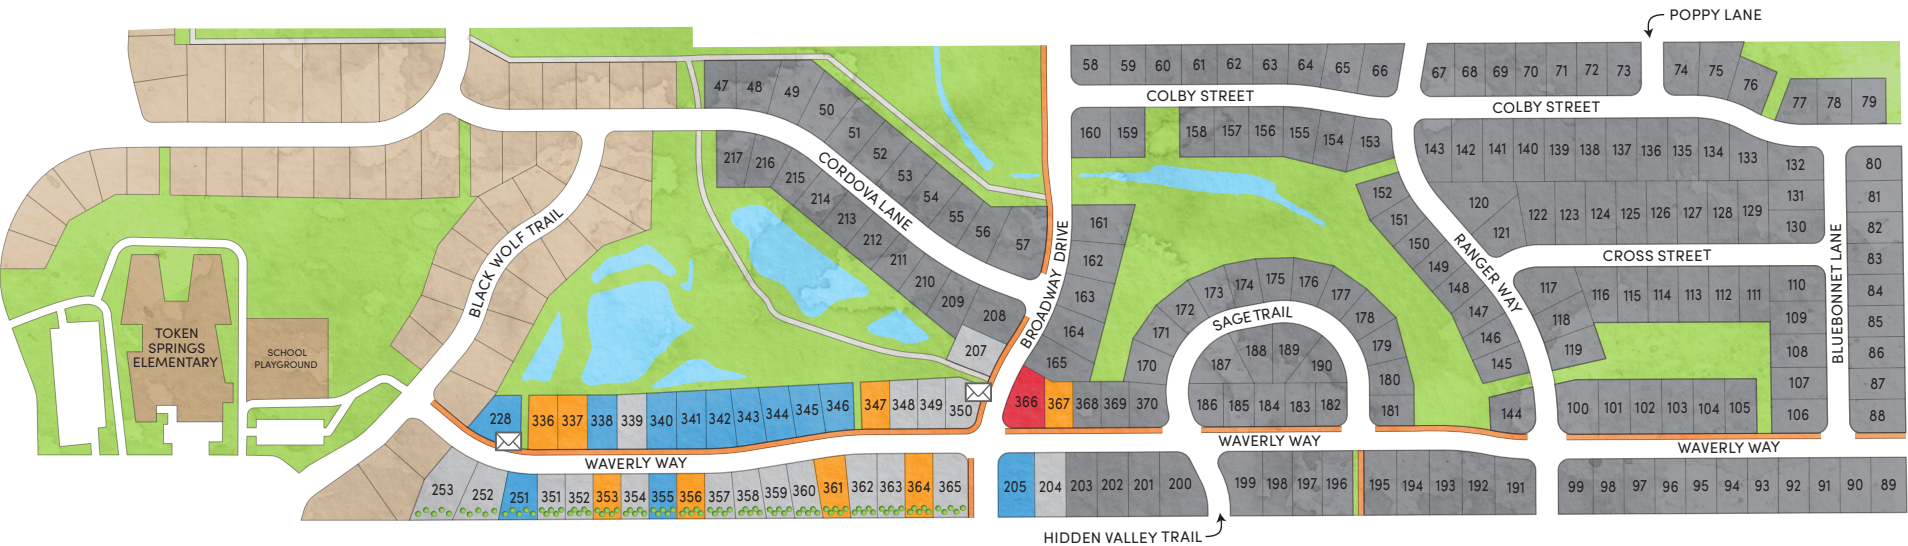 POPPY LANE
58 59 60 61 62 63 64 65 66
67 68 69 70 71 72 73
74 75 76
77 78 79
47 48 49 50 51 52 53 54 55 56 57
COLBY STREET
COLBY STREET
160 159
158 157 156 155 154 153
143 142 141 140 139 138 137 136 135 134 133 132
131
130
80
81
82
83
84
85
86
87
88
217 216 215 214 213 212 211 210 209 208
207
CORDOVA LANE
152 151 150 149 148 147 146 145
144
120
121
122 123 124 125 126 127 128 129
161
162
163
164
165
BROADWAY DRIVE
BLACK WOLF TRAIL
RANGER WAY
CROSS STREET
BLUEBONNET LANE
117
118
119
116 115 114 113 112 111 110
109
108
107
106
170 171 172 173 174 175 176 177 178 179 180 181
SAGE TRAIL
187 188 189 190
186 185 184 183 182
TOKEN
SPRINGS
ELEMENTARY
SCHOOL
PLAYGROUND
228
336 337 338 339 340 341 342 343 344 345 346
347 348 349 350
366 367 368 369 370
100 101 102 103 104 105
WAVERLY WAY
WAVERLY WAY
WAVERLY WAY
253 252 251 351 352 353 354 355 356 357 358 359 360 361 362 363 364 365
205 204 203 202 201 200
199 198 197 196
195 194 193 192 191
99 98 97 96 95 94 93 92 91 90 89
HIDDEN VALLEY TRAIL